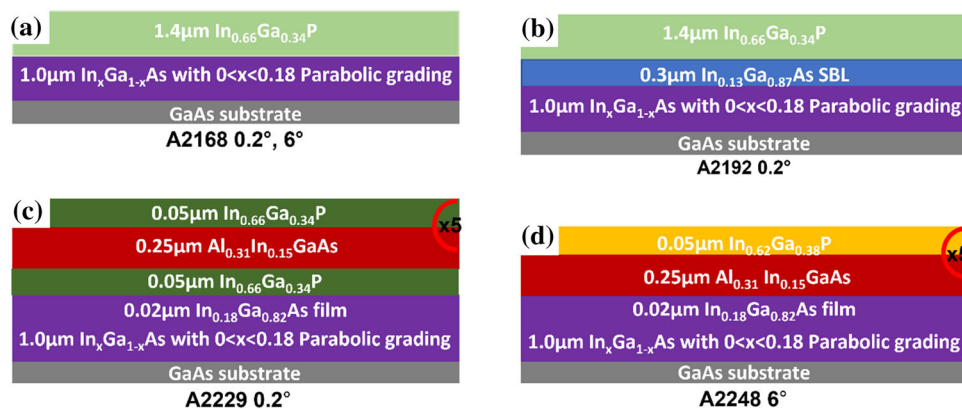 (a)
1.4μm In₀.₆₆Ga₀.₃₄P
1.0μm InₓGa₁₋ₓAs with 0<x<0.18 Parabolic grading
GaAs substrate
A2168 0.2°, 6°
(b)
1.4μm In₀.₆₆Ga₀.₃₄P
0.3μm In₀.₁₃Ga₀.₈₇As SBL
1.0μm InₓGa₁₋ₓAs with 0<x<0.18 Parabolic grading
GaAs substrate
A2192 0.2°
(c)
0.05μm In₀.₆₆Ga₀.₃₄P
x5
0.25μm Al₀.₃₁In₀.₁₅GaAs
0.05μm In₀.₆₆Ga₀.₃₄P
0.02μm In₀.₁₈Ga₀.₈₂As film
1.0μm InₓGa₁₋ₓAs with 0<x<0.18 Parabolic grading
GaAs substrate
A2229 0.2°
(d)
0.05μm In₀.₆₂Ga₀.₃₈P
0.25μm Al₀.₃₁ In₀.₁₅GaAs
0.02μm In₀.₁₈Ga₀.₈₂As film
1.0μm InₓGa₁₋ₓAs with 0<x<0.18 Parabolic grading
GaAs substrate
A2248 6°